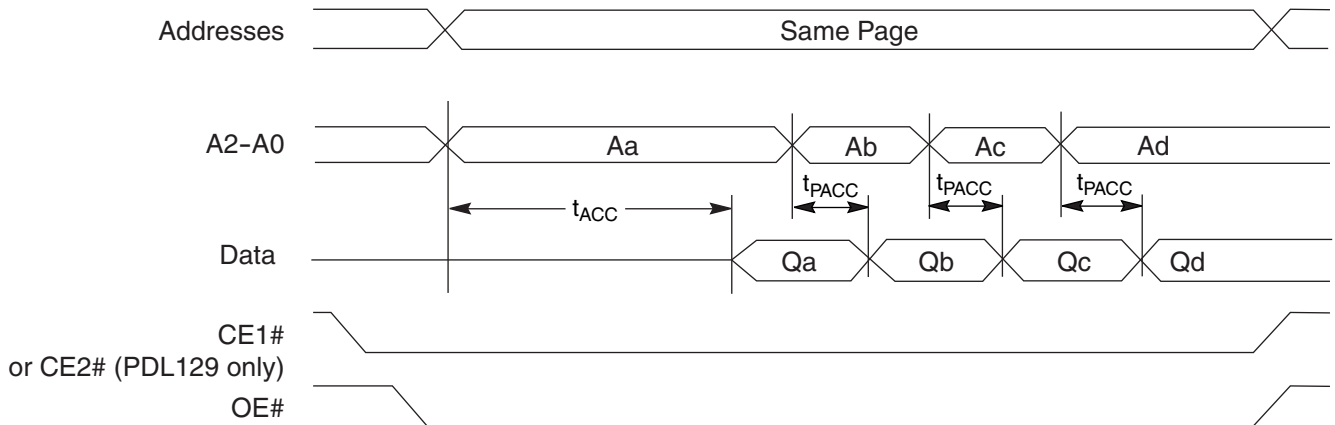 Addresses
Same Page
A2-A0
Aa
Ab
Ac
Ad
tACC
tPACC
tPACC
tPACC
Data
Qa
Qb
Qc
Qd
CE1#
or CE2# (PDL129 only)
OE#